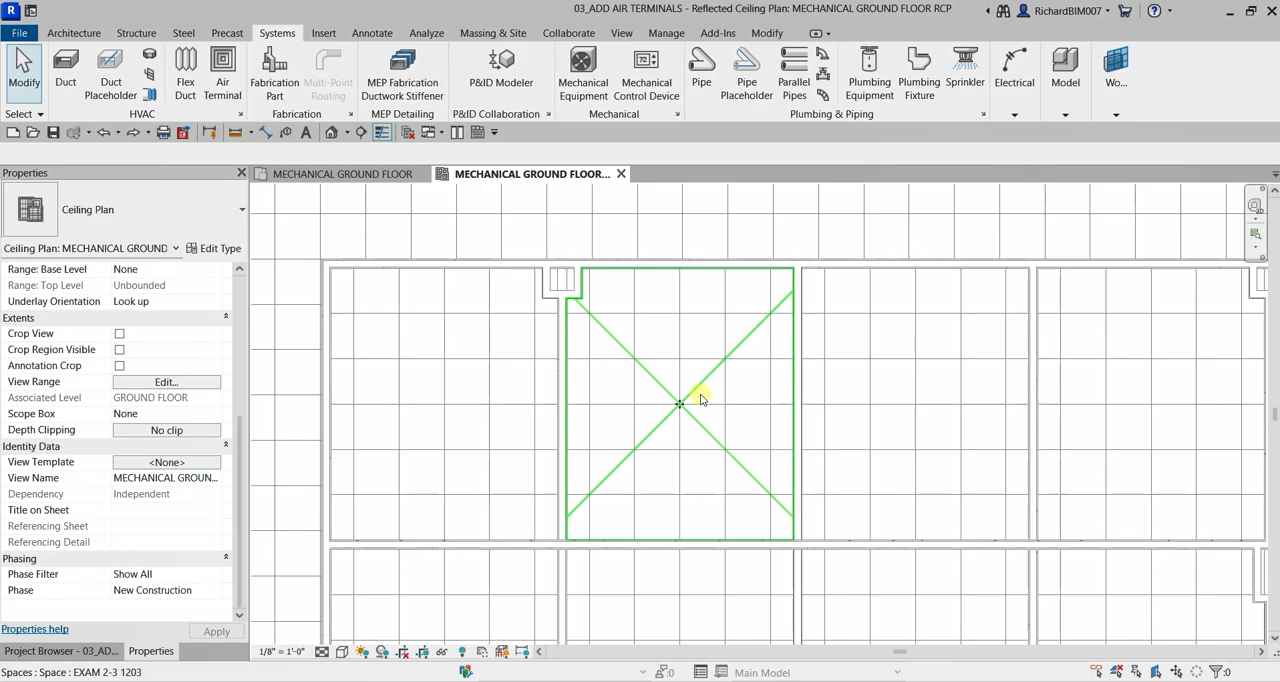 R
03_ADD AIR TERMINALS - Reflected Ceiling Plan: MECHANICAL GROUND FLOOR RCP
RichardBIM007
File Architecture Structure Steel Precast Systems Insert Annotate Analyze Massing & Site Collaborate View Manage Add-Ins Modify
Modify
Duct
Duct Placeholder
Flex Duct
Air Terminal
Fabrication Part
Multi-Point Routing
MEP Fabrication Ductwork Stiffener
P&ID Modeler
Mechanical Equipment
Mechanical Control Device
Pipe
Pipe Placeholder
Parallel Pipes
Plumbing Equipment
Plumbing Fixture
Sprinkler
Electrical
Model
Wo...
Select HVAC Fabrication MEP Detailing P&ID Collaboration Mechanical Plumbing & Piping
Properties
MECHANICAL GROUND FLOOR
MECHANICAL GROUND FLOOR...
Ceiling Plan
Ceiling Plan: MECHANICAL GROUND Edit Type
Range: Base Level None
Range: Top Level Unbounded
Underlay Orientation Look up
Extents
Crop View
Crop Region Visible
Annotation Crop
View Range Edit...
Associated Level GROUND FLOOR
Scope Box None
Depth Clipping No clip
Identity Data
View Template <None>
View Name MECHANICAL GROUN...
Dependency Independent
Title on Sheet
Referencing Sheet
Referencing Detail
Phasing
Phase Filter Show All
Phase New Construction
Properties help Apply
Project Browser - 03_AD... Properties
1/8" = 1'-0"
Spaces : Space : EXAM 2-3 1203
:0
Main Model
:0